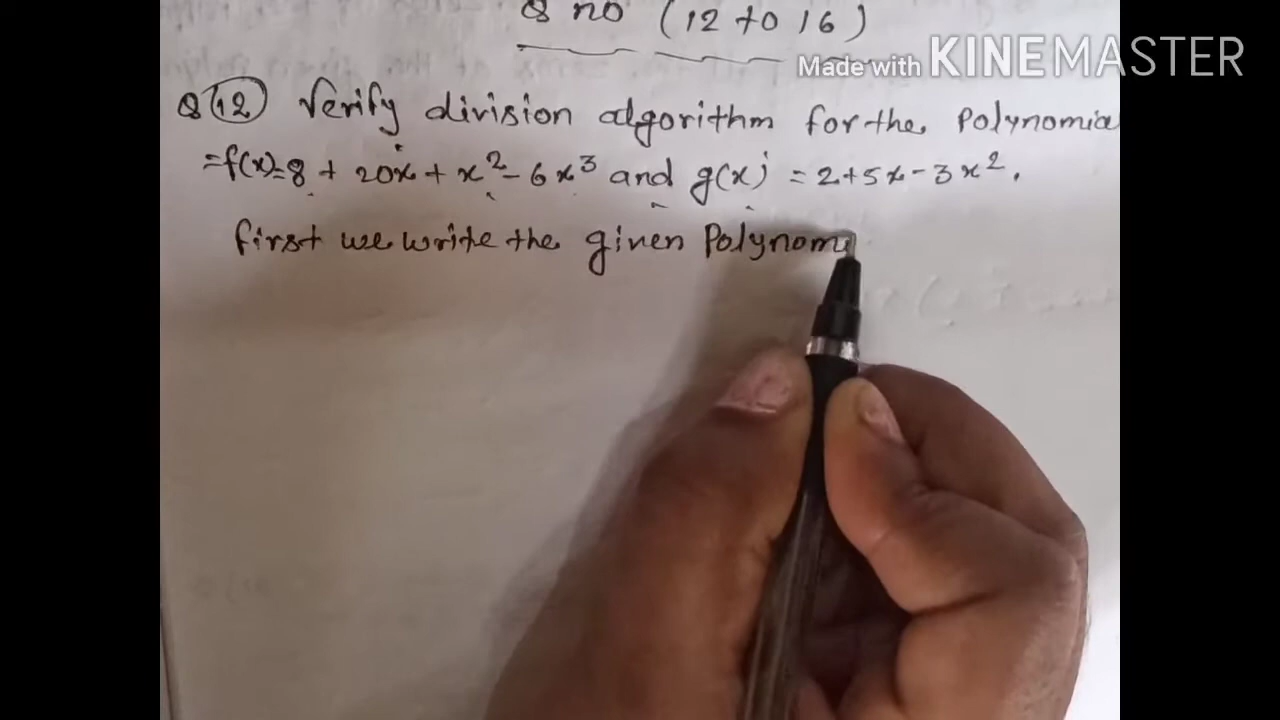 Q no (12 to 16)
Made with KINEMASTER
Q 12 Verify division algorithm for the Polynomia
=f(x)=8 + 20x + x² - 6x³ and g(x) = 2+5x-3x².
first we write the given Polynomi